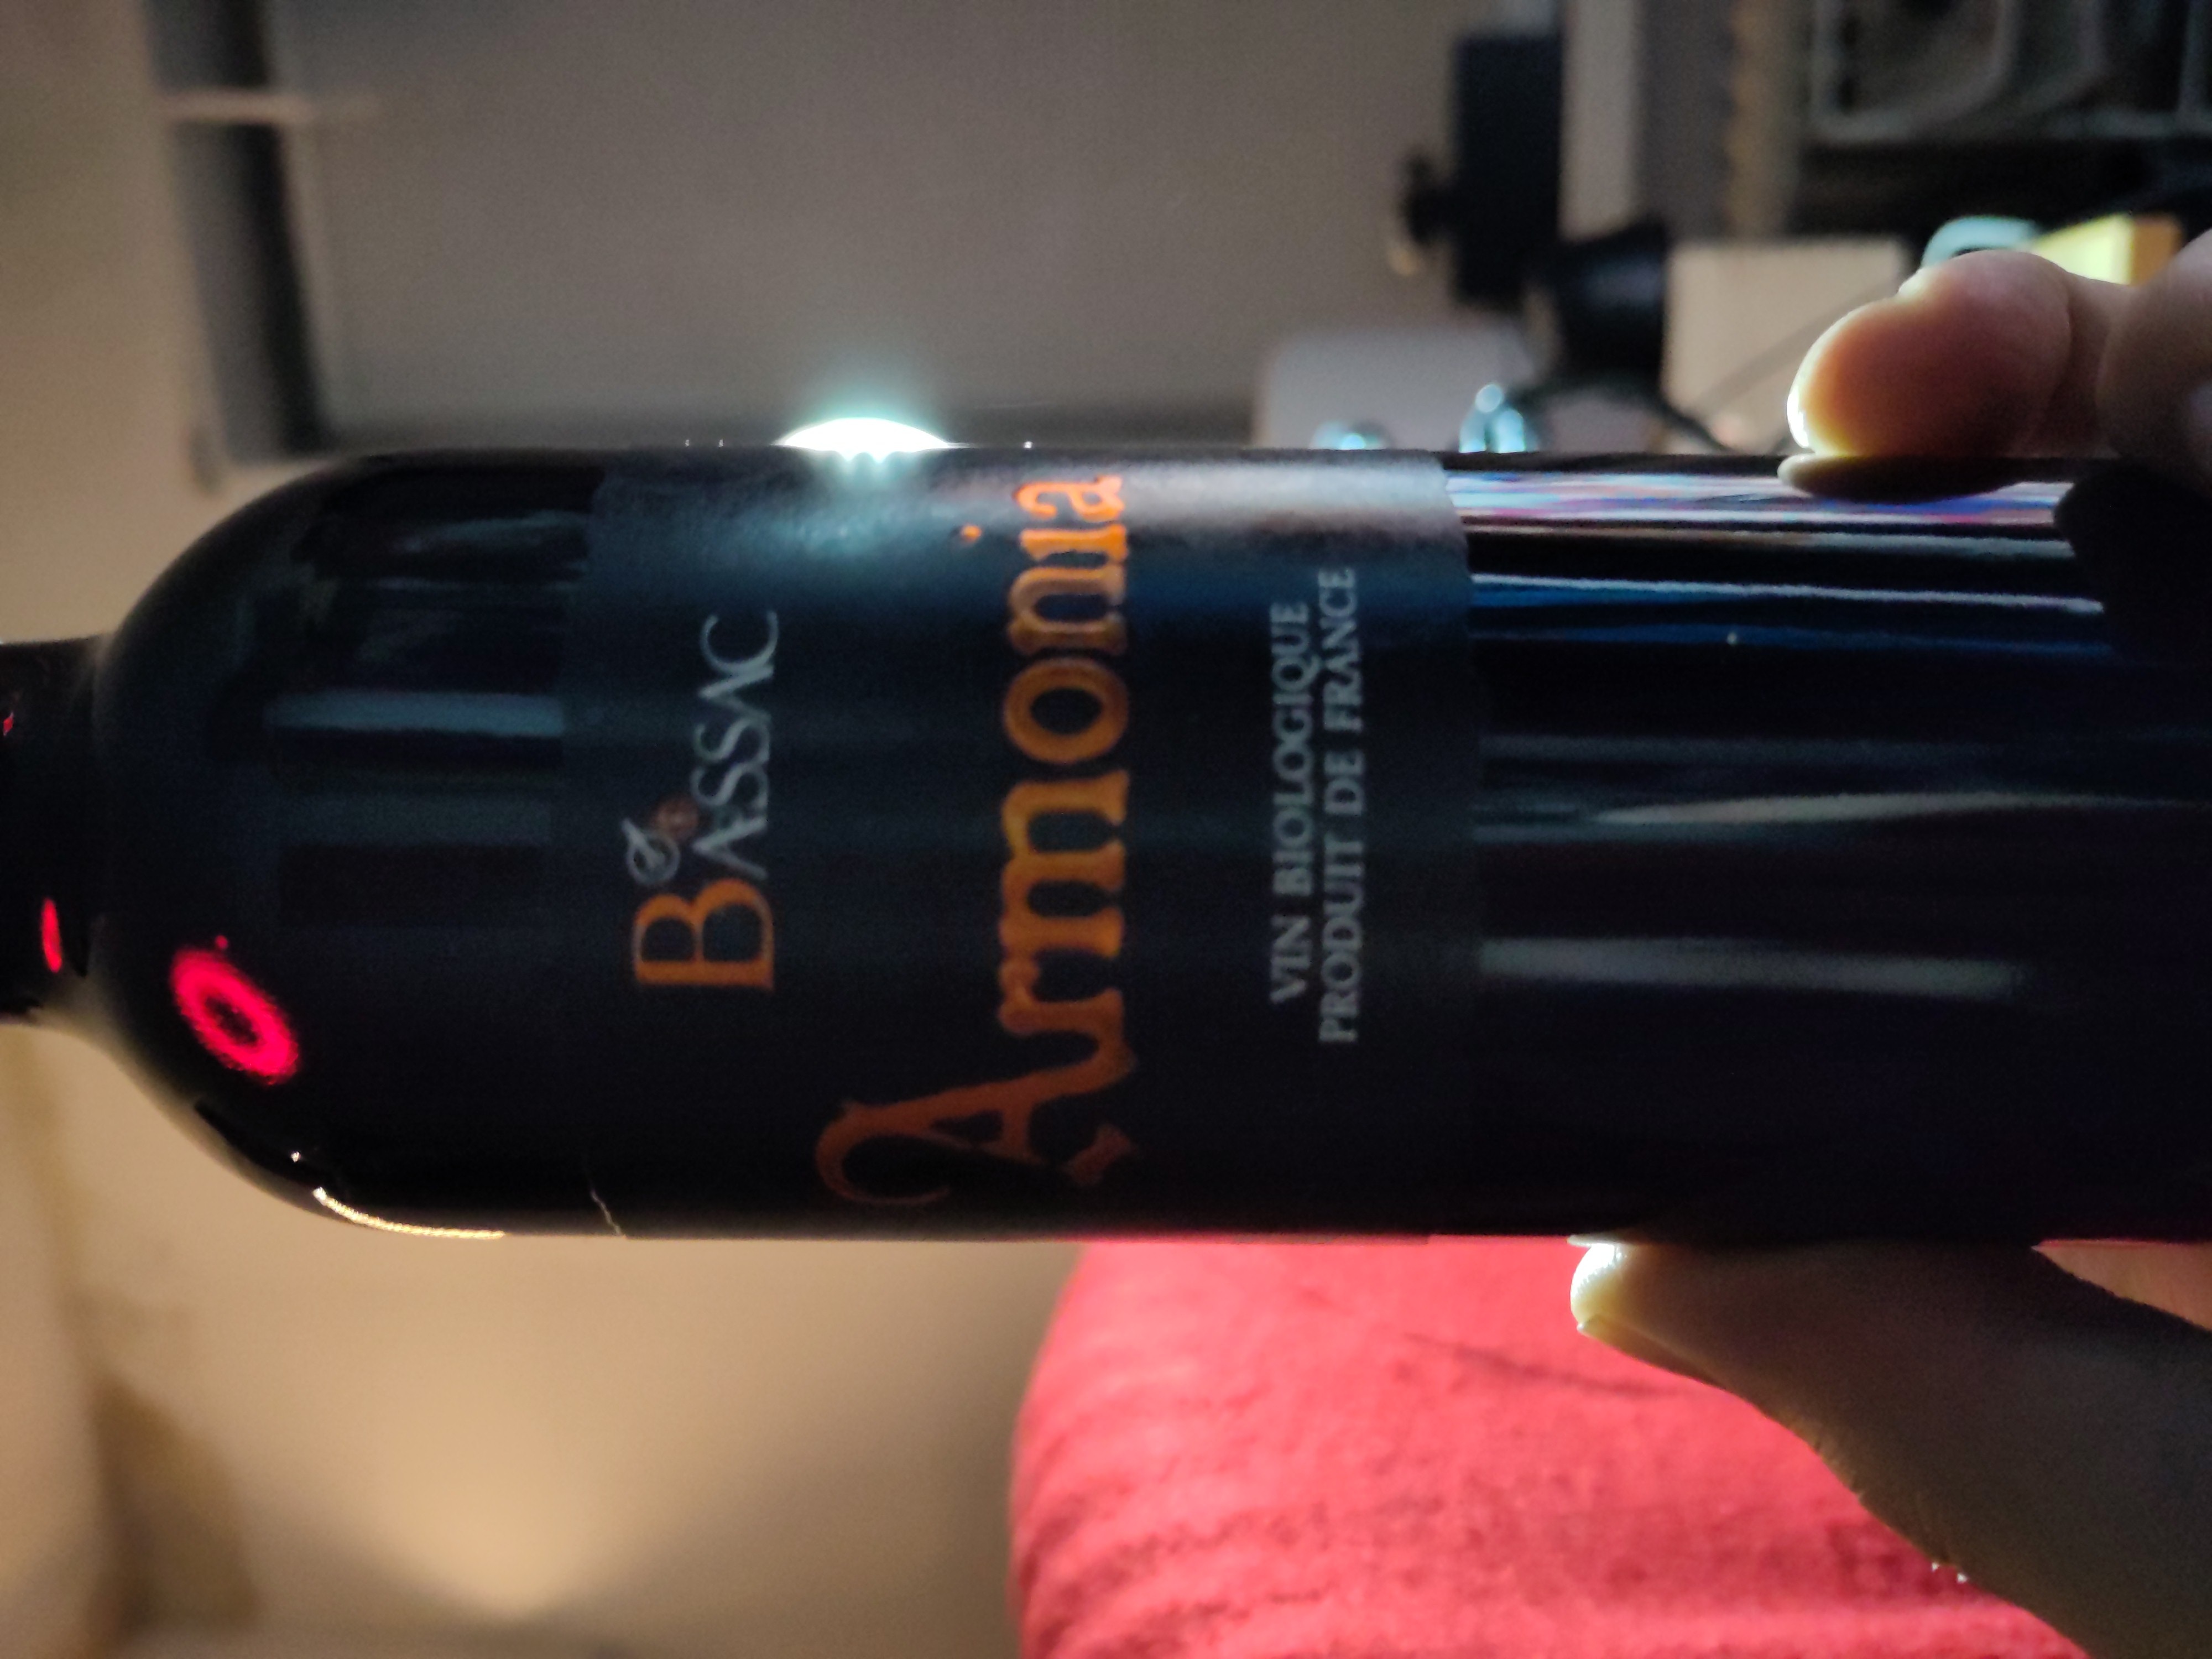 BASSAC
Armonia
VIN BIOLOGIQUE
PRODUIT DE FRANCE